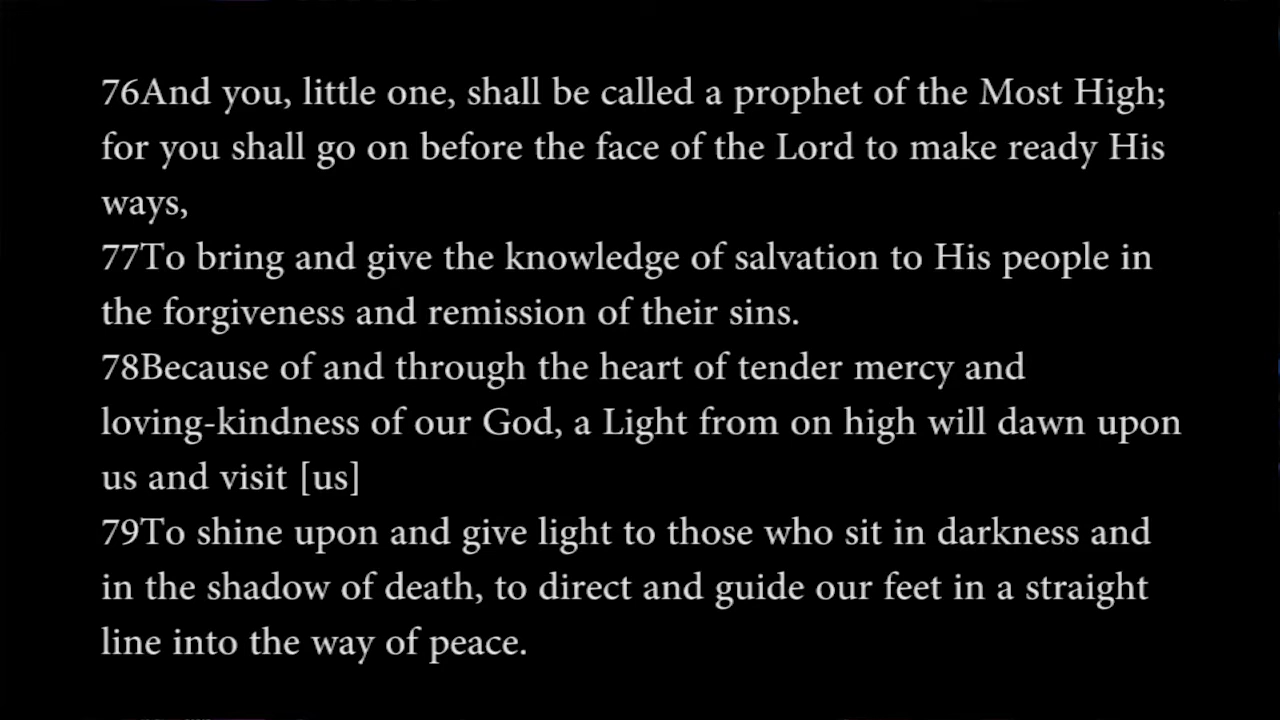 76And you, little one, shall be called a prophet of the Most High;
for you shall go on before the face of the Lord to make ready His
ways,
77To bring and give the knowledge of salvation to His people in
the forgiveness and remission of their sins.
78Because of and through the heart of tender mercy and
loving-kindness of our God, a Light from on high will dawn upon
us and visit [us]
79To shine upon and give light to those who sit in darkness and
in the shadow of death, to direct and guide our feet in a straight
line into the way of peace.